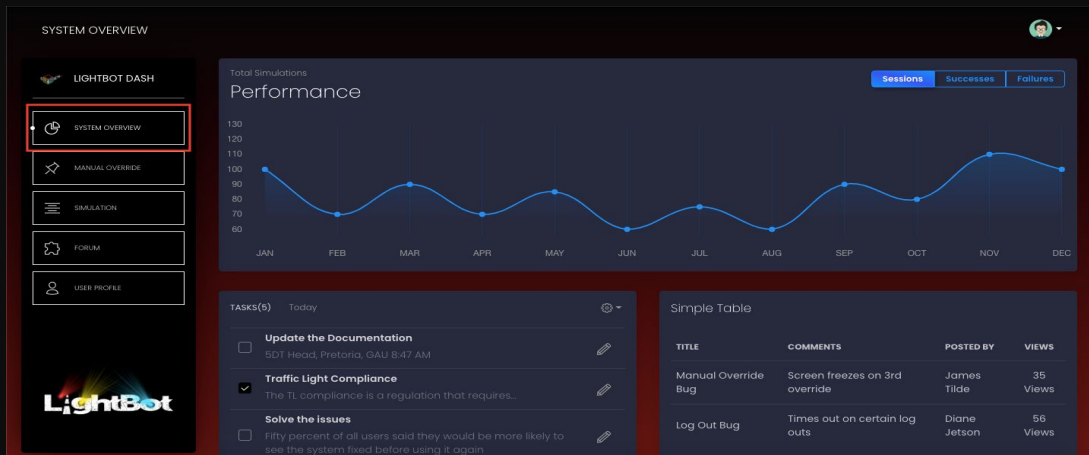 SYSTEM OVERVIEW
LIGHTBOT DASH
SYSTEM OVERVIEW
MANUAL OVERRIDE
SIMULATION
FORUM
USER PROFILE
LightBot
Total Simulations
Performance
Sessions Successes Failures
130
120
110
100
90
80
70
60
JAN FEB MAR APR MAY JUN JUL AUG SEP OCT NOV DEC
TASKS(5) Today
Update the Documentation
5DT Head, Pretoria, GAU 8:47 AM
Traffic Light Compliance
The TL compliance is a regulation that requires...
Solve the issues
Fifty percent of all users said they would be more likely to
see the system fixed before using it again
Simple Table
TITLE COMMENTS POSTED BY VIEWS
Manual Override Screen freezes on 3rd James 35
Bug override Tilde Views
Log Out Bug Times out on certain log Diane 56
outs Jetson Views